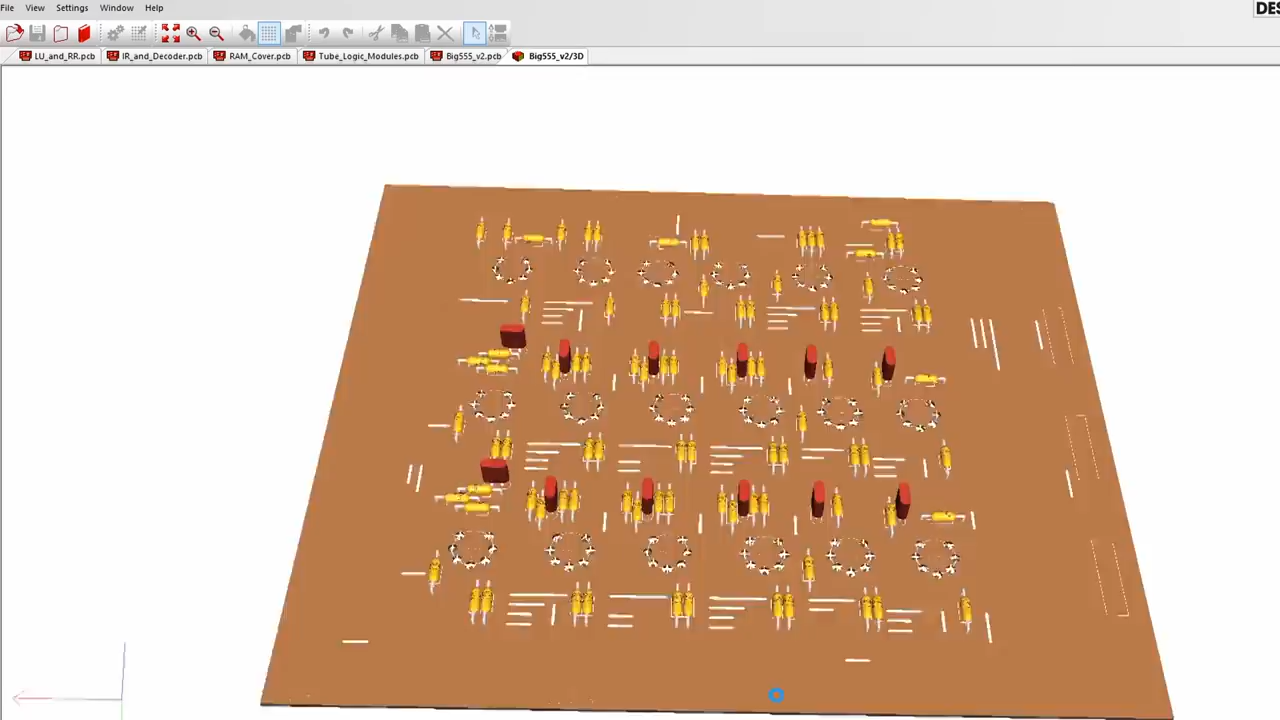 File View Settings Window Help
DES
LU_and_RR.pcb IR_and_Decoder.pcb RAM_Cover.pcb Tube_Logic_Modules.pcb Big555_v2.pcb Big555_v2/3D